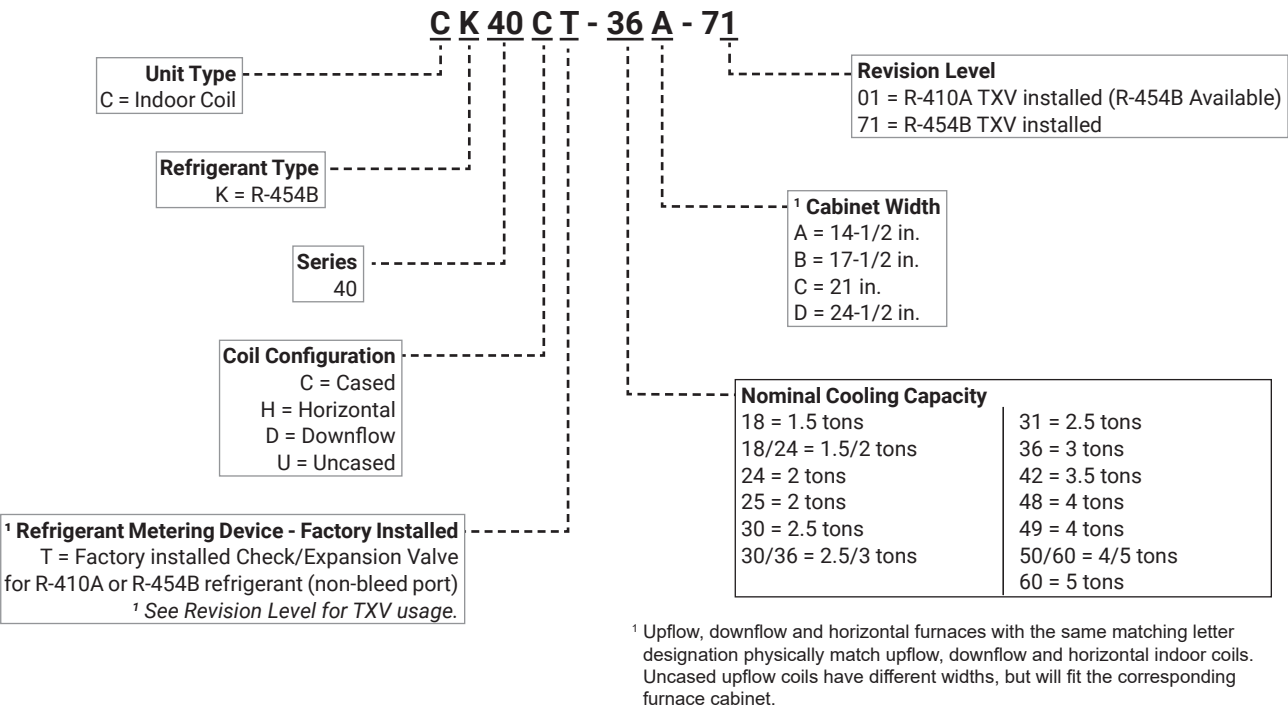 C K 40 C T - 36 A - 71
Unit Type
C = Indoor Coil
Refrigerant Type
K = R-454B
Series
40
Coil Configuration
C = Cased
H = Horizontal
D = Downflow
U = Uncased
¹ Refrigerant Metering Device - Factory Installed
T = Factory installed Check/Expansion Valve
for R-410A or R-454B refrigerant (non-bleed port)
¹ See Revision Level for TXV usage.
Revision Level
01 = R-410A TXV installed (R-454B Available)
71 = R-454B TXV installed
¹ Cabinet Width
A = 14-1/2 in.
B = 17-1/2 in.
C = 21 in.
D = 24-1/2 in.
Nominal Cooling Capacity
18 = 1.5 tons
18/24 = 1.5/2 tons
24 = 2 tons
25 = 2 tons
30 = 2.5 tons
30/36 = 2.5/3 tons
31 = 2.5 tons
36 = 3 tons
42 = 3.5 tons
48 = 4 tons
49 = 4 tons
50/60 = 4/5 tons
60 = 5 tons
¹ Upflow, downflow and horizontal furnaces with the same matching letter
designation physically match upflow, downflow and horizontal indoor coils.
Uncased upflow coils have different widths, but will fit the corresponding
furnace cabinet.